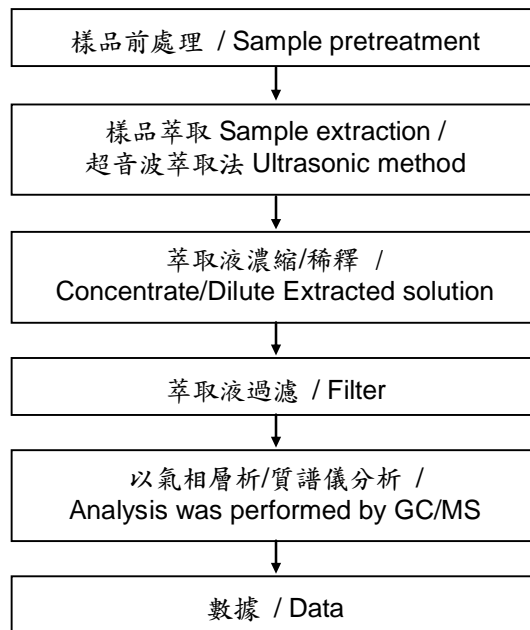 樣品前處理 / Sample pretreatment
樣品萃取 Sample extraction /
超音波萃取法 Ultrasonic method
萃取液濃縮/稀釋 /
Concentrate/Dilute Extracted solution
萃取液過濾 / Filter
以氣相層析/質譜儀分析 /
Analysis was performed by GC/MS
數據 / Data